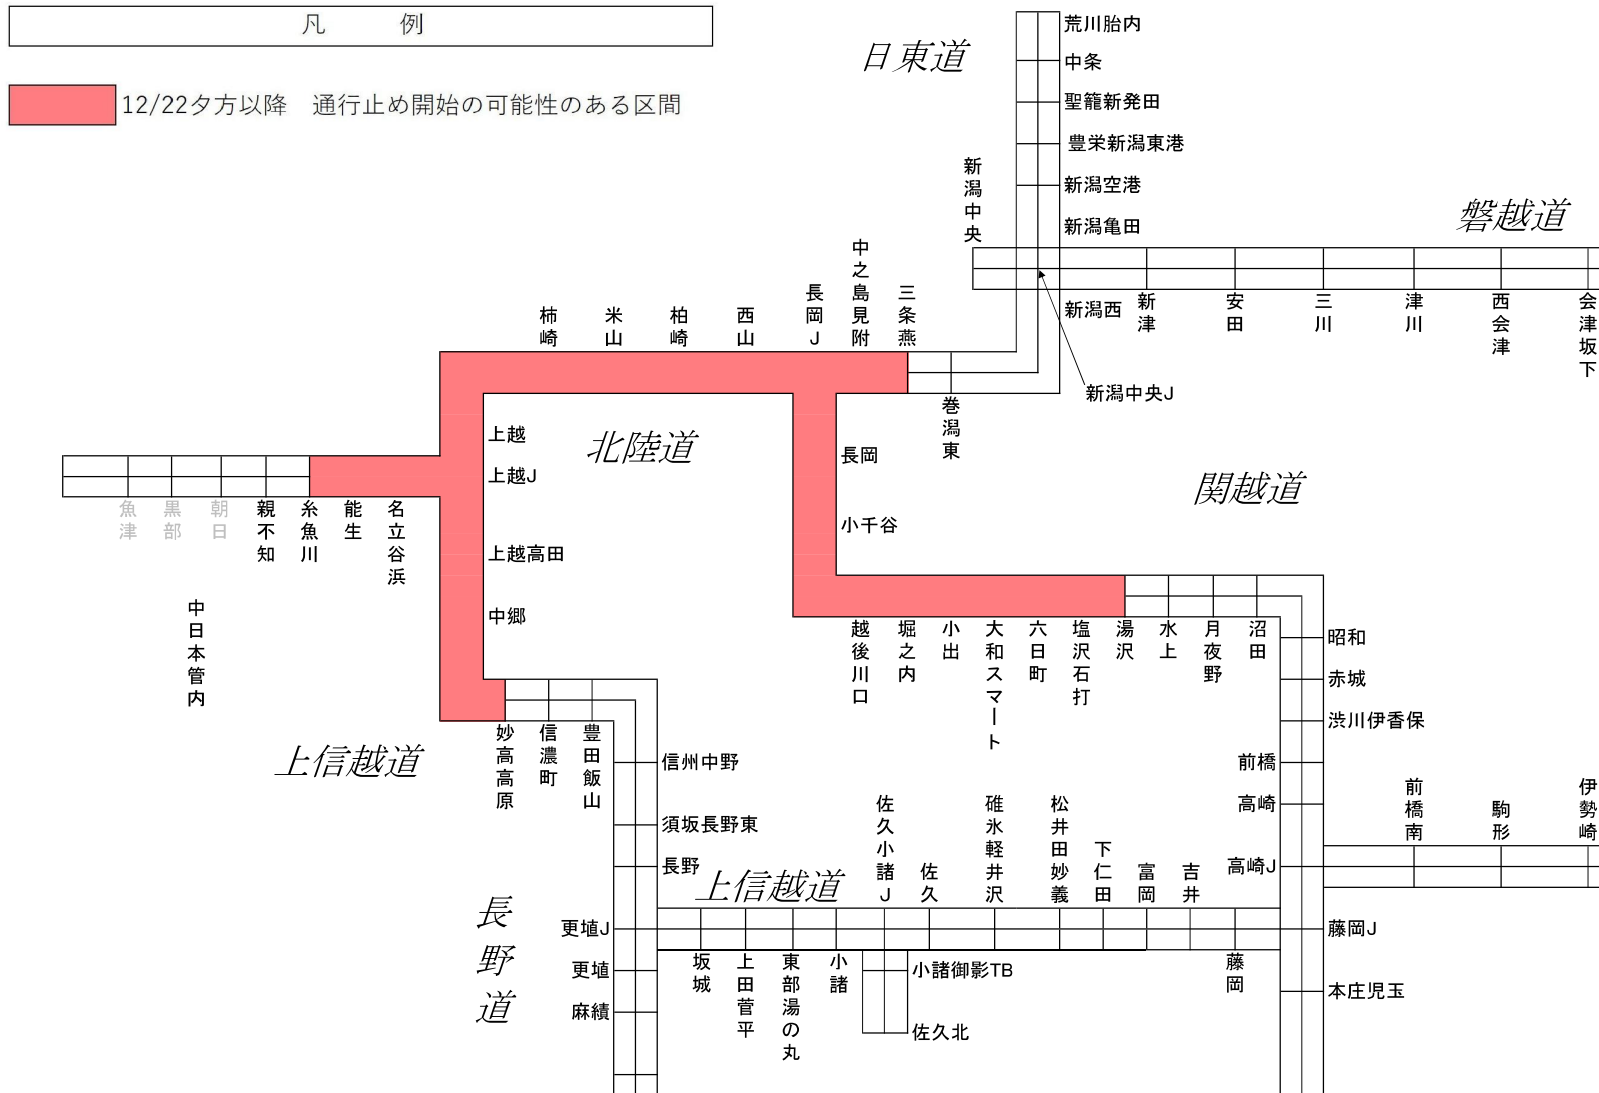 凡　例
12/22夕方以降　通行止め開始の可能性のある区間
日東道
荒川胎内
中条
聖籠新発田
豊栄新潟東港
新潟空港
新潟亀田
新潟中央
磐越道
新潟西
新津
安田
三川
津川
西会津
会津坂下
新潟中央J
柿崎
米山
柏崎
西山
長岡J
中之島見附
三条燕
巻潟東
北陸道
上越
上越J
上越高田
中郷
魚津
黒部
朝日
親不知
糸魚川
能生
名立谷浜
中日本管内
長岡
小千谷
関越道
越後川口
堀之内
小出
大和スマート
六日町
塩沢石打
湯沢
水上
月夜野
沼田
昭和
赤城
渋川伊香保
前橋
高崎
高崎J
前橋南
駒形
伊勢崎
上信越道
妙高高原
信濃町
豊田飯山
信州中野
須坂長野東
長野
上信越道
佐久小諸J
佐久
碓氷軽井沢
松井田妙義
下仁田
富岡
吉井
長野道
更埴J
更埴
麻績
坂城
上田菅平
東部湯の丸
小諸
小諸御影TB
佐久北
藤岡
藤岡J
本庄児玉